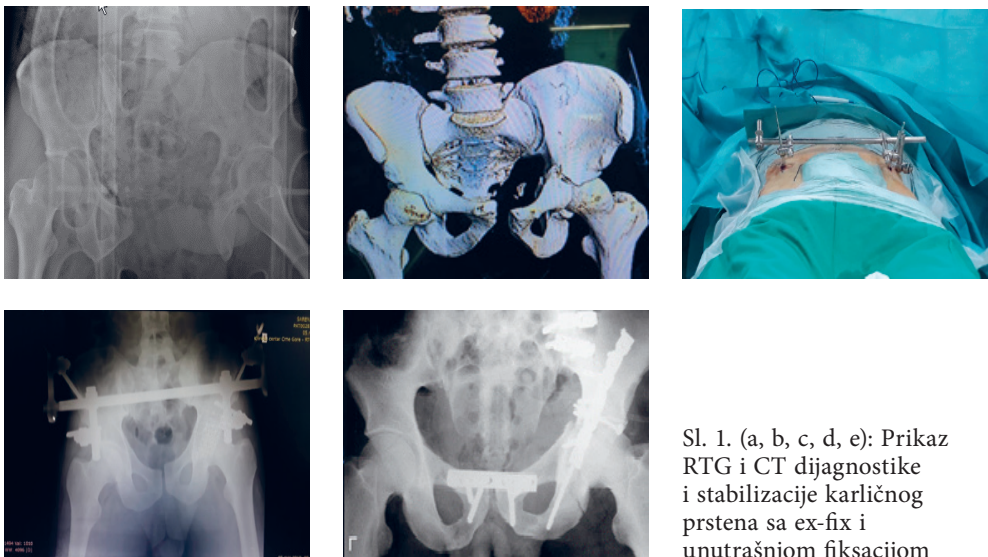 Sl. 1. (a, b, c, d, e): Prikaz
RTG i CT dijagnostike
i stabilizacije karličnog
prstena sa ex-fix i
unutrašnjom fiksacijom